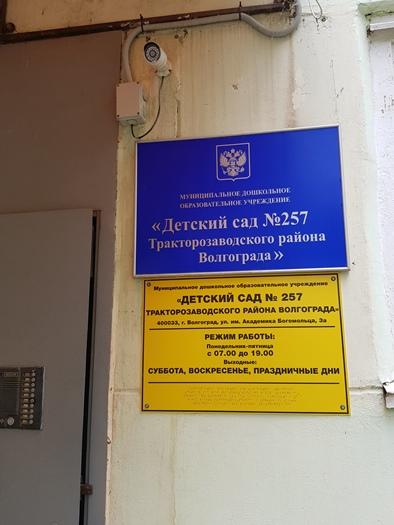 МУНИЦИПАЛЬНОЕ ДОШКОЛЬНОЕ
ОБРАЗОВАТЕЛЬНОЕ УЧРЕЖДЕНИЕ
«Детский сад №257
Тракторозаводского района
Волгограда»
Муниципальное дошкольное образовательное учреждение
«ДЕТСКИЙ САД № 257
ТРАКТОРОЗАВОДСКОГО РАЙОНА ВОЛГОГРАДА»
400033, г. Волгоград, ул. им. Академика Богомольца, 3а
РЕЖИМ РАБОТЫ:
Понедельник-пятница
с 07.00 до 19.00
Выходные:
СУББОТА, ВОСКРЕСЕНЬЕ, ПРАЗДНИЧНЫЕ ДНИ